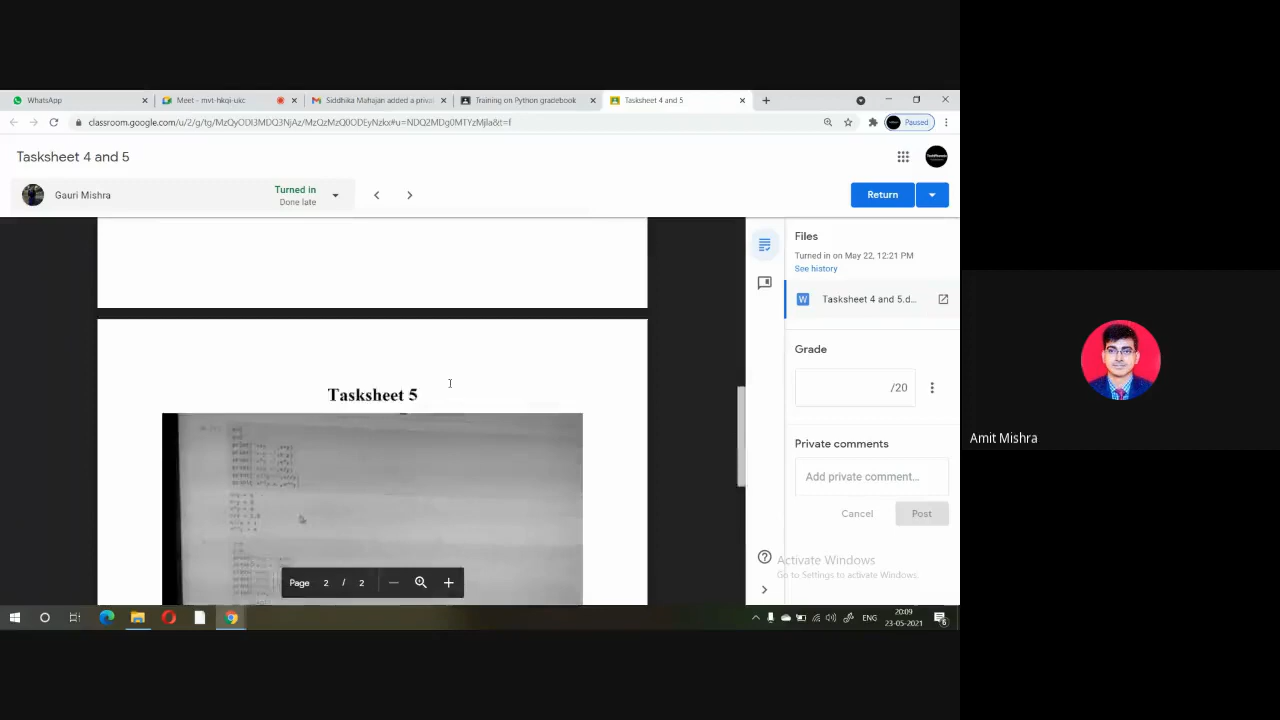 WhatsApp
Meet - mvt-hkqi-ukc
Siddhika Mahajan added a priva
Training on Python gradebook
Tasksheet 4 and 5
classroom.google.com/u/2/g/tg/MzQyODI3MDQ3NjAz/MzQzMzQ0ODEyNzkx#u=NDQ2MDg0MTYzMjIa&t=f
Paused
Tasksheet 4 and 5
Gauri Mishra
Turned in
Done late
Return
Files
Turned in on May 22, 12:21 PM
See history
Tasksheet 4 and 5.d...
Grade
/20
Tasksheet 5
Private comments
Add private comment...
Cancel
Post
Page 2 / 2
Activate Windows
Go to Settings to activate Windows.
ENG
20:09
23-05-2021
6
Amit Mishra